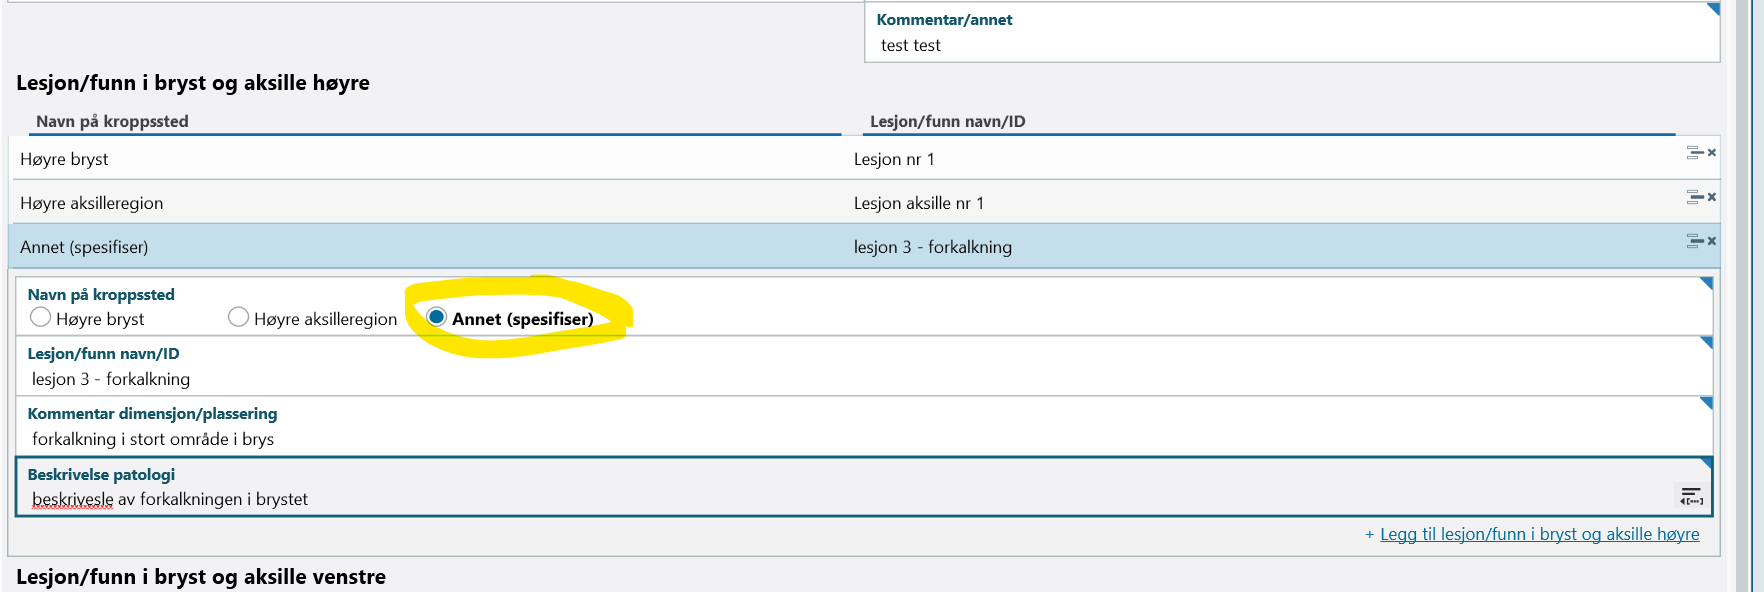 Kommentar/annet
test test
Lesjon/funn i bryst og aksille høyre
Navn på kroppssted Lesjon/funn navn/ID
Høyre bryst Lesjon nr 1
Høyre aksilleregion Lesjon aksille nr 1
Annet (spesifiser) lesjon 3 - forkalkning
Navn på kroppssted
Høyre bryst Høyre aksilleregion Annet (spesifiser)
Lesjon/funn navn/ID
lesjon 3 - forkalkning
Kommentar dimensjon/plassering
forkalkning i stort område i brys
Beskrivelse patologi
beskrivesle av forkalkningen i brystet
+ Legg til lesjon/funn i bryst og aksille høyre
Lesjon/funn i bryst og aksille venstre